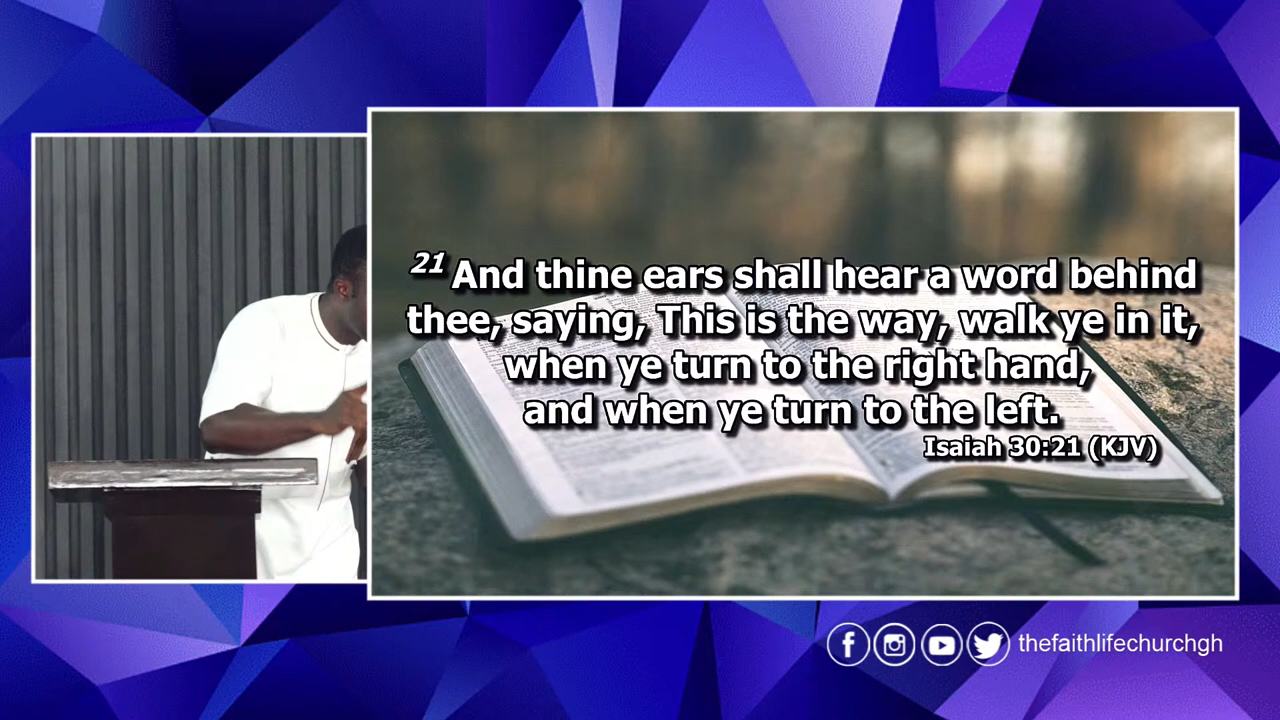 21 And thine ears shall hear a word behind
thee, saying, This is the way, walk ye in it,
when ye turn to the right hand,
and when ye turn to the left.
Isaiah 30:21 (KJV)
thefaithlifechurchgh